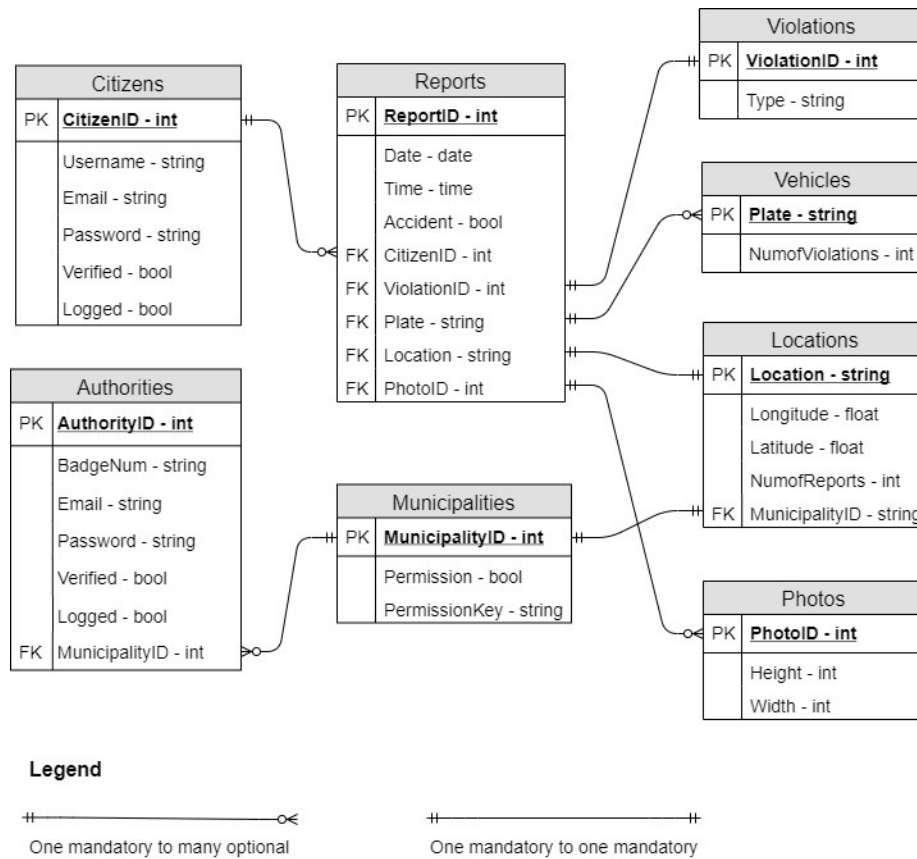 Citizens
PK CitizenID - int
Username - string
Email - string
Password - string
Verified - bool
Logged - bool
Authorities
PK AuthorityID - int
BadgeNum - string
Email - string
Password - string
Verified - bool
Logged - bool
FK MunicipalityID - int
Reports
PK ReportID - int
Date - date
Time - time
Accident - bool
FK CitizenID - int
FK ViolationID - int
FK Plate - string
FK Location - string
FK PhotoID - int
Municipalities
PK MunicipalityID - int
Permission - bool
PermissionKey - string
Violations
PK ViolationID - int
Type - string
Vehicles
PK Plate - string
NumofViolations - int
Locations
PK Location - string
Longitude - float
Latitude - float
NumofReports - int
FK MunicipalityID - string
Photos
PK PhotoID - int
Height - int
Width - int
Legend
One mandatory to many optional
One mandatory to one mandatory